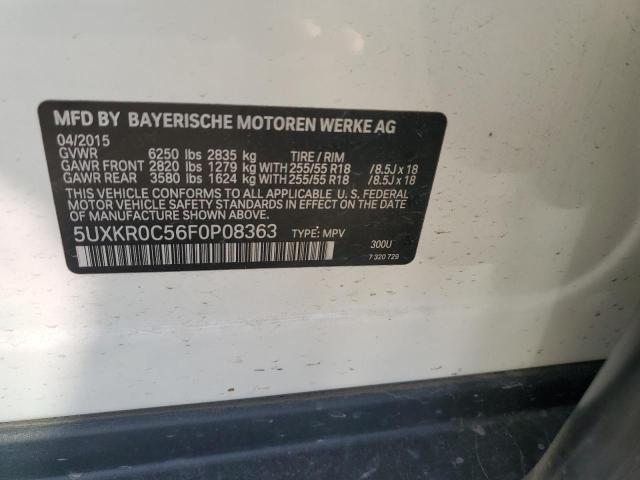 MFD BY BAYERISCHE MOTOREN WERKE AG
04/2015
GVWR 6250 lbs 2835 kg TIRE / RIM
GAWR FRONT 2820 lbs 1279 kg WITH 255/55 R18 /8.5J x 18
GAWR REAR 3580 lbs 1624 kg WITH 255/55 R18 /8.5J x 18
THIS VEHICLE CONFORMS TO ALL APPLICABLE U. S. FEDERAL
MOTOR VEHICLE SAFETY STANDARDS IN EFFECT ON THE
DATE OF MANUFACTURE SHOWN ABOVE.
5UXKR0C56F0P08363 TYPE: MPV
300U
7 320 729